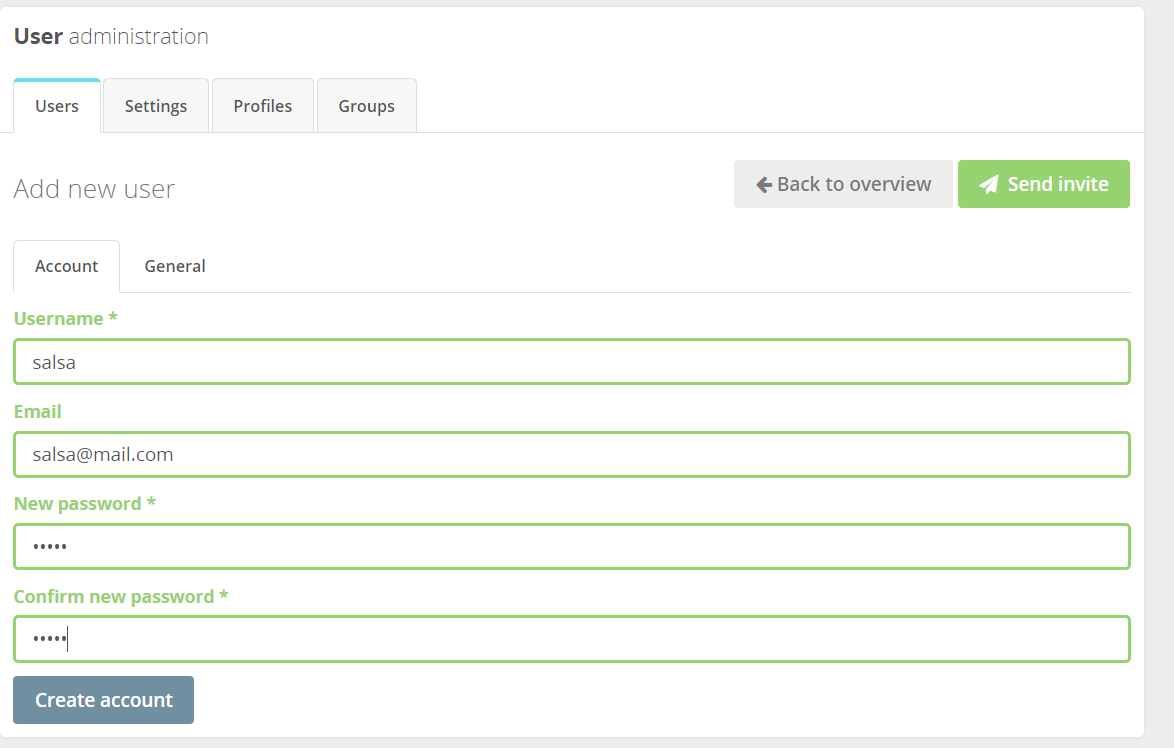 User administration
Users Settings Profiles Groups
Add new user
Back to overview Send invite
Account General
Username *
salsa
Email
salsa@mail.com
New password *
•••••
Confirm new password *
•••••
Create account